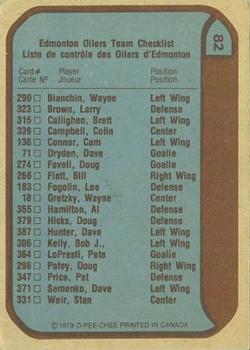 82
Edmonton Oilers Team Checklist
Liste de contrôle des Oilers d'Edmonton
Card # Player Position
Carte N° Joueur Position
290 □ Bianchin, Wayne Left Wing
323 □ Brown, Larry Defense
315 □ Callighen, Brett Left Wing
339 □ Campbell, Colin Center
136 □ Connor, Cam Left Wing
71 □ Dryden, Dave Goalie
274 □ Favell, Doug Goalie
266 □ Flett, Bill Right Wing
183 □ Fogolin, Lee Defense
18 □ Gretzky, Wayne Center
355 □ Hamilton, Al Defense
379 □ Hicks, Doug Defense
387 □ Hunter, Dave Left Wing
306 □ Kelly, Bob J., Left Wing
364 □ LoPresti, Pete Goalie
298 □ Patey, Doug Right Wing
347 □ Price, Pat Defense
371 □ Semenko, Dave Left Wing
331 □ Weir, Stan Center
© 1979 O-PEE-CHEE PRINTED IN CANADA